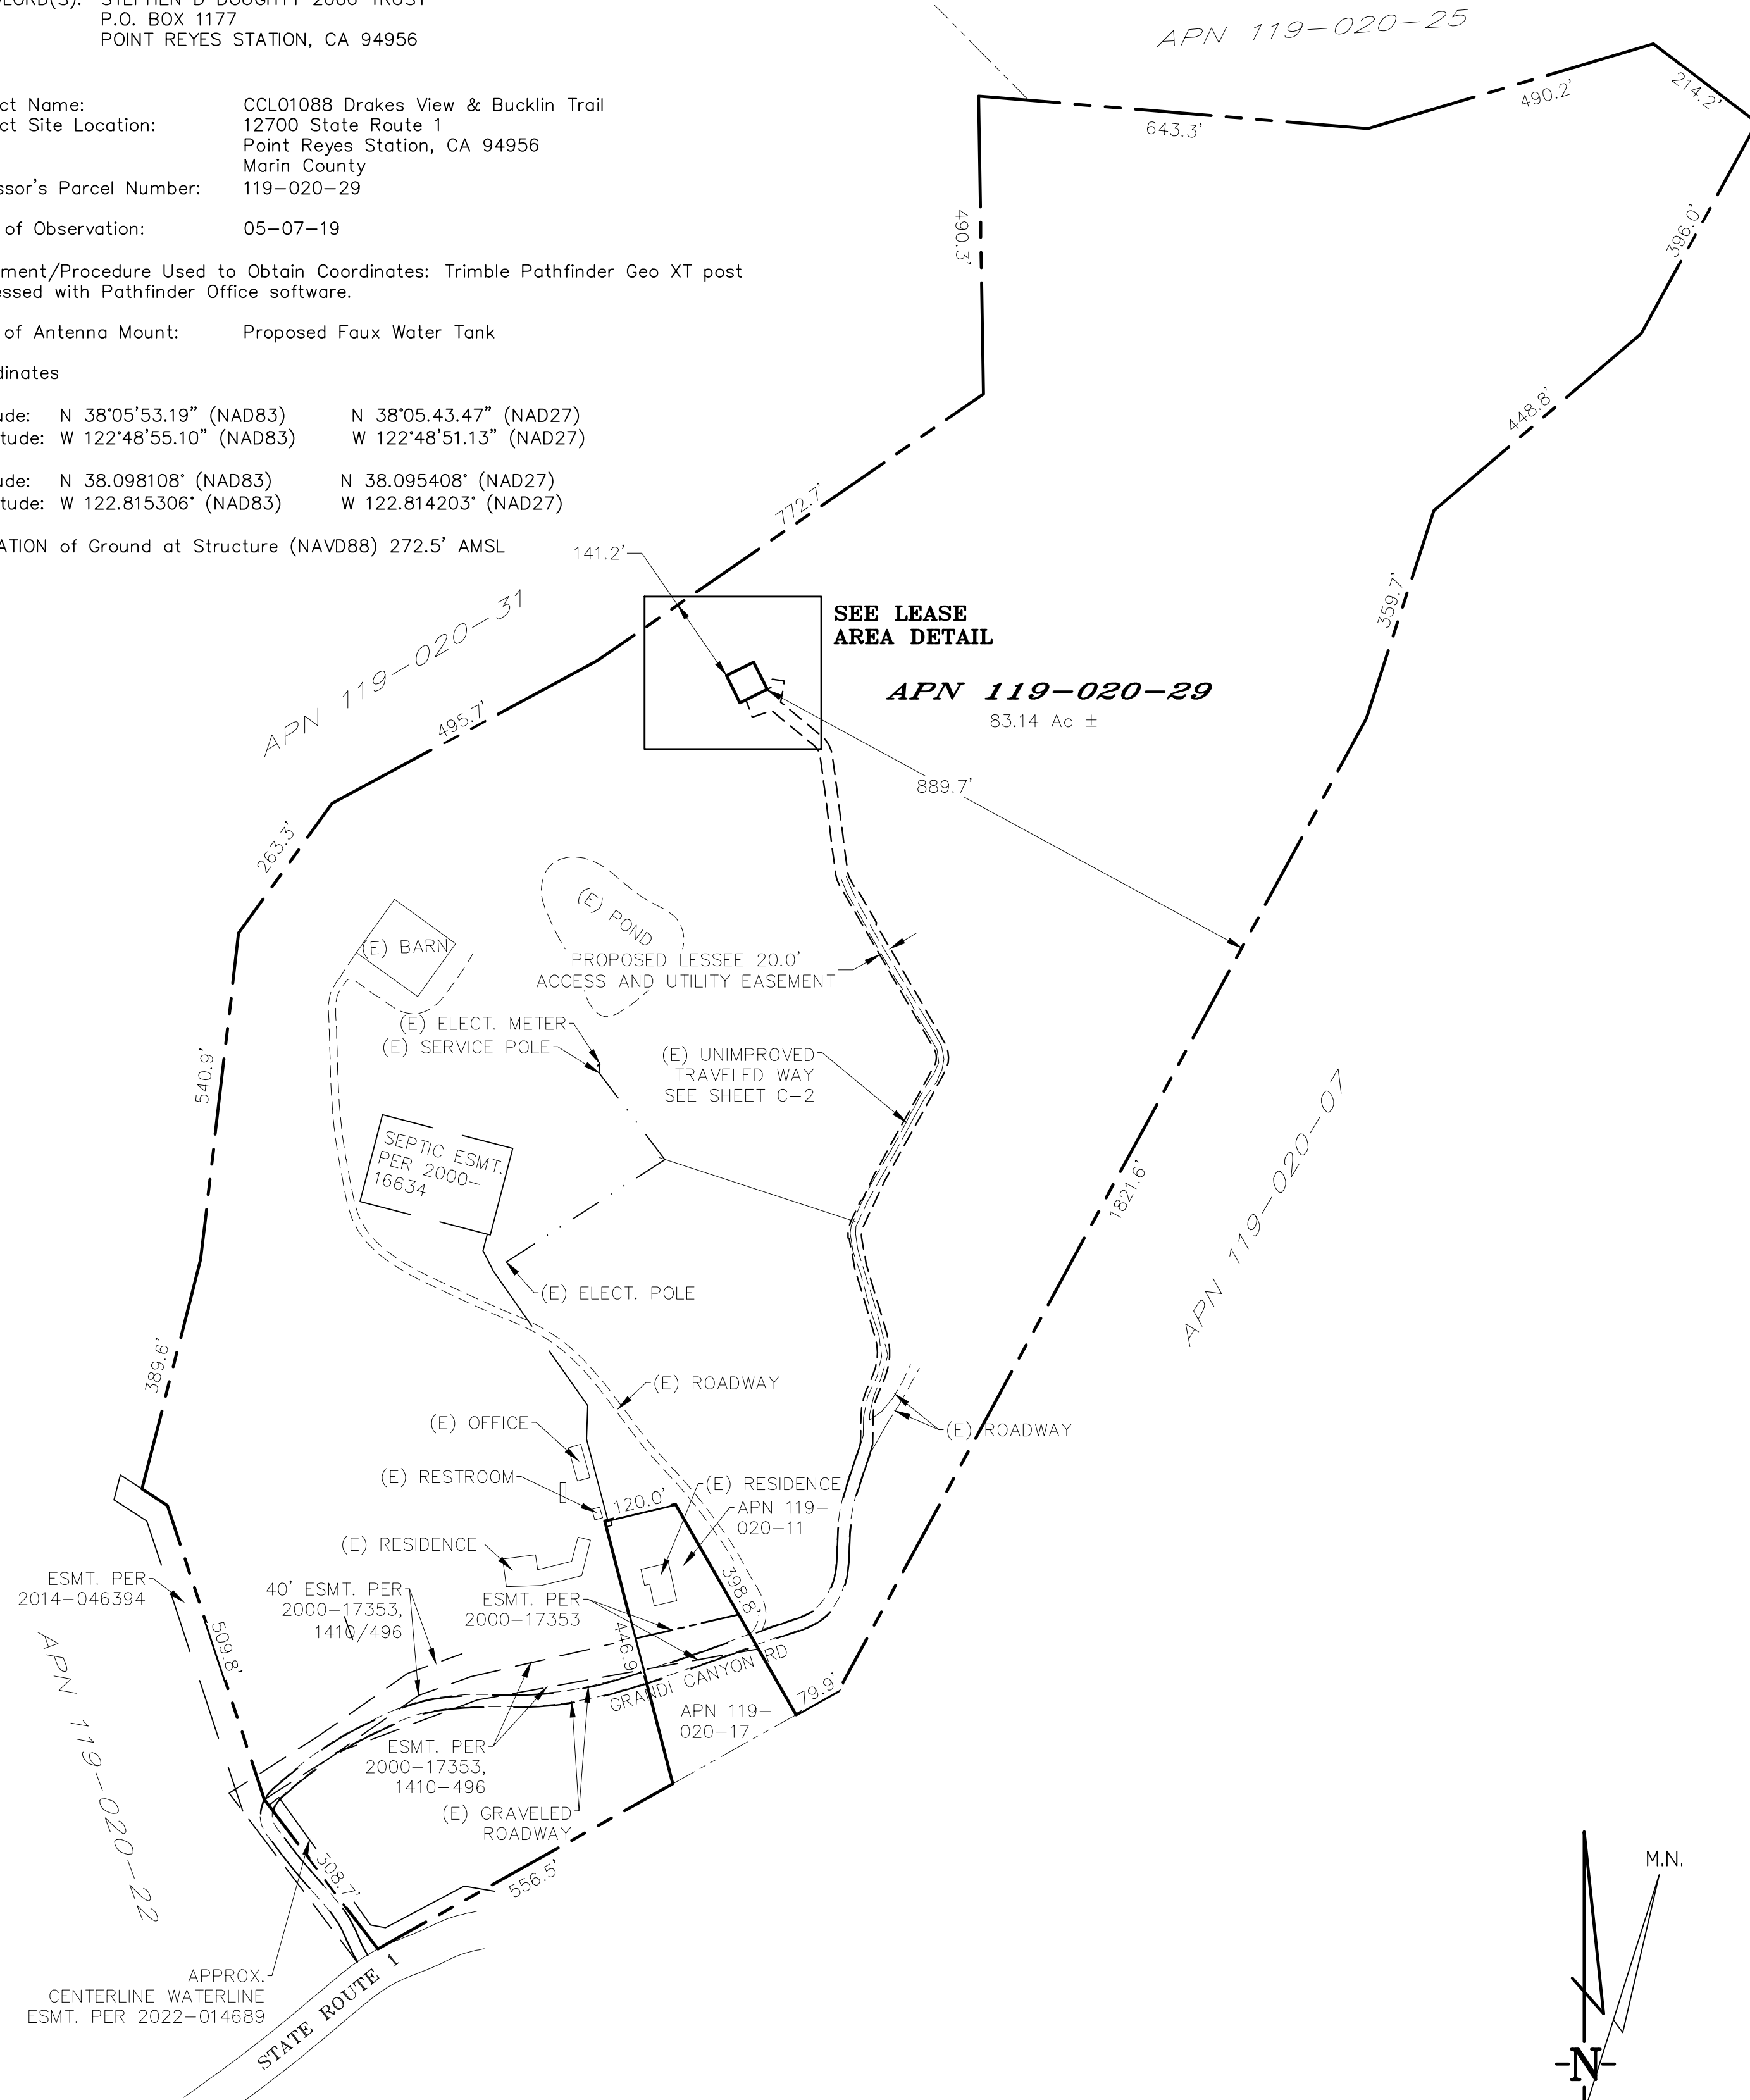 STEPHEN D DOUGHTY 2006 TRUST
P.O. BOX 1177
POINT REYES STATION, CA 94956
ct Name: CCL01088 Drakes View & Bucklin Trail
ct Site Location: 12700 State Route 1
Point Reyes Station, CA 94956
Marin County
ssor's Parcel Number: 119-020-29
of Observation: 05-07-19
ment/Procedure Used to Obtain Coordinates: Trimble Pathfinder Geo XT post
essed with Pathfinder Office software.
of Antenna Mount: Proposed Faux Water Tank
dinates
ude: N 38°05'53.19" (NAD83) N 38°05.43.47" (NAD27)
tude: W 122°48'55.10" (NAD83) W 122°48'51.13" (NAD27)
ude: N 38.098108° (NAD83) N 38.095408° (NAD27)
tude: W 122.815306° (NAD83) W 122.814203° (NAD27)
ATION of Ground at Structure (NAVD88) 272.5' AMSL
APN 119-020-25
643.3'
490.2'
214.2'
490.3'
396.0'
448.8'
772.7'
141.2'
359.7'
SEE LEASE
AREA DETAIL
APN 119-020-31
APN 119-020-29
83.14 Ac ±
495.7'
889.7'
263.3'
(E) BARN
(E) POND
PROPOSED LESSEE 20.0'
ACCESS AND UTILITY EASEMENT
(E) ELECT. METER
(E) SERVICE POLE
(E) UNIMPROVED
TRAVELED WAY
SEE SHEET C-2
540.9'
SEPTIC ESMT.
PER 2000-
16634
1821.6'
APN 119-020-07
(E) ELECT. POLE
389.6'
(E) ROADWAY
(E) OFFICE
(E) ROADWAY
(E) RESTROOM
(E) RESIDENCE
120.0'
APN 119-
020-11
(E) RESIDENCE
ESMT. PER
2014-046394
40' ESMT. PER
2000-17353,
1410/496
ESMT. PER
2000-17353
398.8'
509.8'
446.9'
GRANDI CANYON RD
79.9'
APN 119-
020-17
APN 119-020-22
ESMT. PER
2000-17353,
1410-496
(E) GRAVELED
ROADWAY
308.7'
556.5'
M.N.
APPROX.
CENTERLINE WATERLINE
ESMT. PER 2022-014689
STATE ROUTE 1
-N-